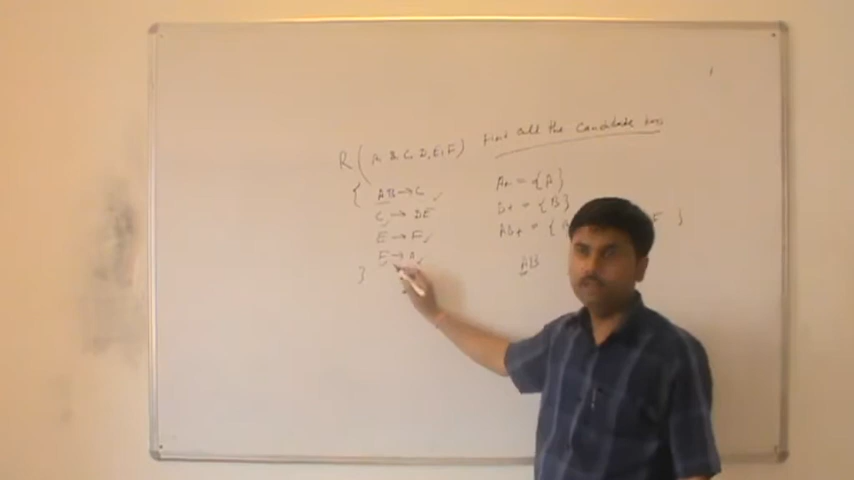 R( A B C, D, E, F) Find all the Candidate keys
{ AB → C ✓
C → DE
E → F ✓
F → A ✓
}
A+ = {A}
B+ = {B}
AB+ = {A F }
AB